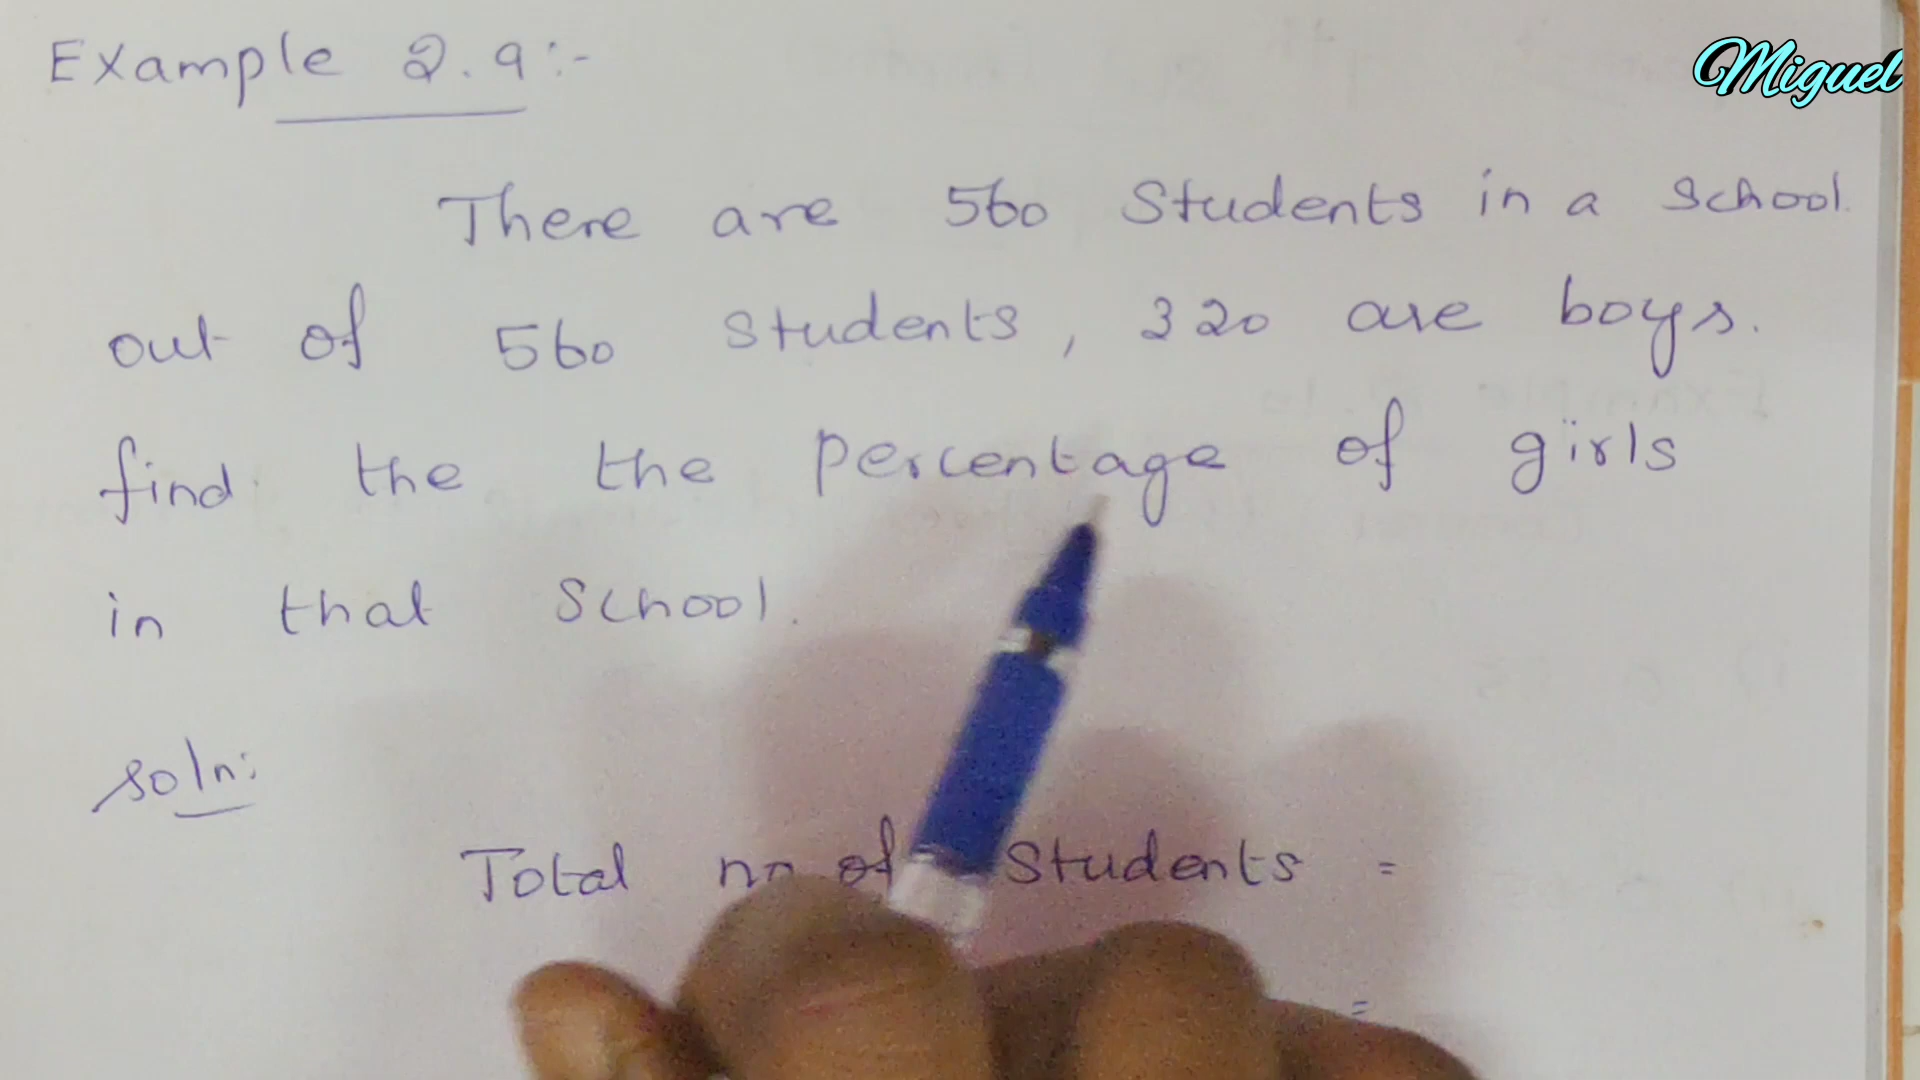 Example 2.9:-
Miguel
There are 560 Students in a School.
out of 560 Students, 320 are boys.
find the the percentage of girls
in that School.
soln:
Total no of Students =
=